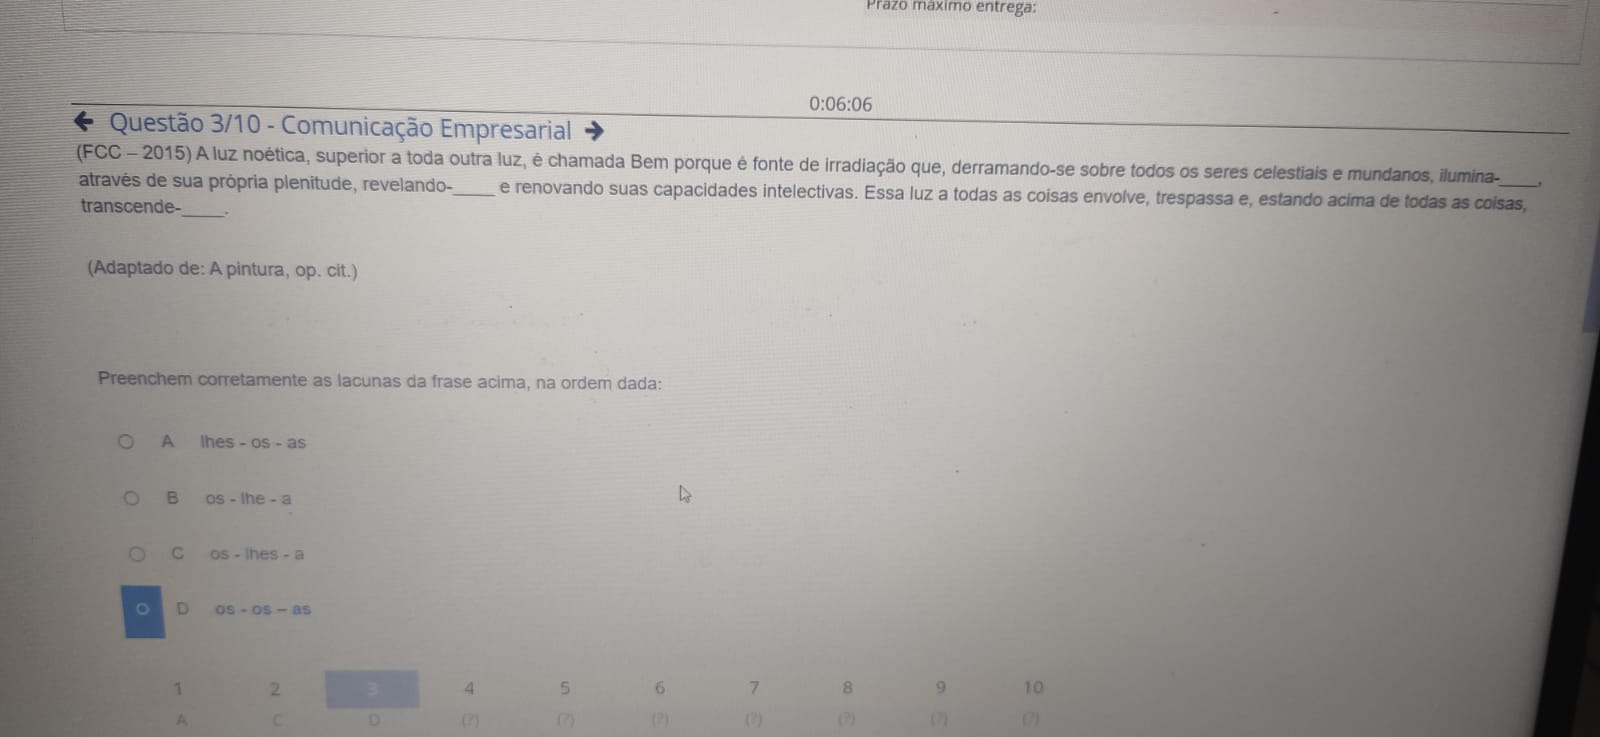 Prazo máximo entrega:
0:06:06
Questão 3/10 - Comunicação Empresarial
(FCC – 2015) A luz noética, superior a toda outra luz, é chamada Bem porque é fonte de irradiação que, derramando-se sobre todos os seres celestiais e mundanos, ilumina-____,
através de sua própria plenitude, revelando-____ e renovando suas capacidades intelectivas. Essa luz a todas as coisas envolve, trespassa e, estando acima de todas as coisas,
transcende-____.
(Adaptado de: A pintura, op. cit.)
Preenchem corretamente as lacunas da frase acima, na ordem dada:
A lhes - os - as
B os - lhe - a
C os - lhes - a
D os - os – as
1 2 3 4 5 6 7 8 9 10
A C D (?) (?) (?) (?) (?) (?) (?)